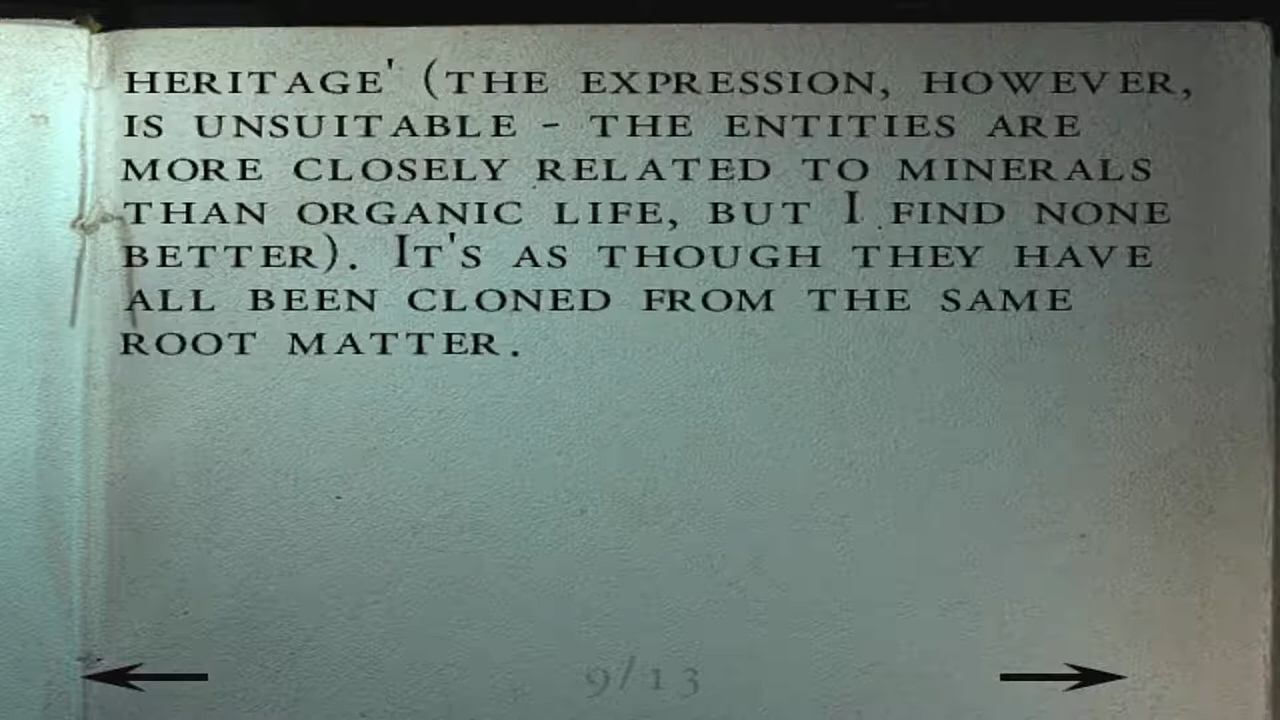 HERITAGE' (THE EXPRESSION, HOWEVER,
IS UNSUITABLE - THE ENTITIES ARE
MORE CLOSELY RELATED TO MINERALS
THAN ORGANIC LIFE, BUT I FIND NONE
BETTER). IT'S AS THOUGH THEY HAVE
ALL BEEN CLONED FROM THE SAME
ROOT MATTER.
9/13